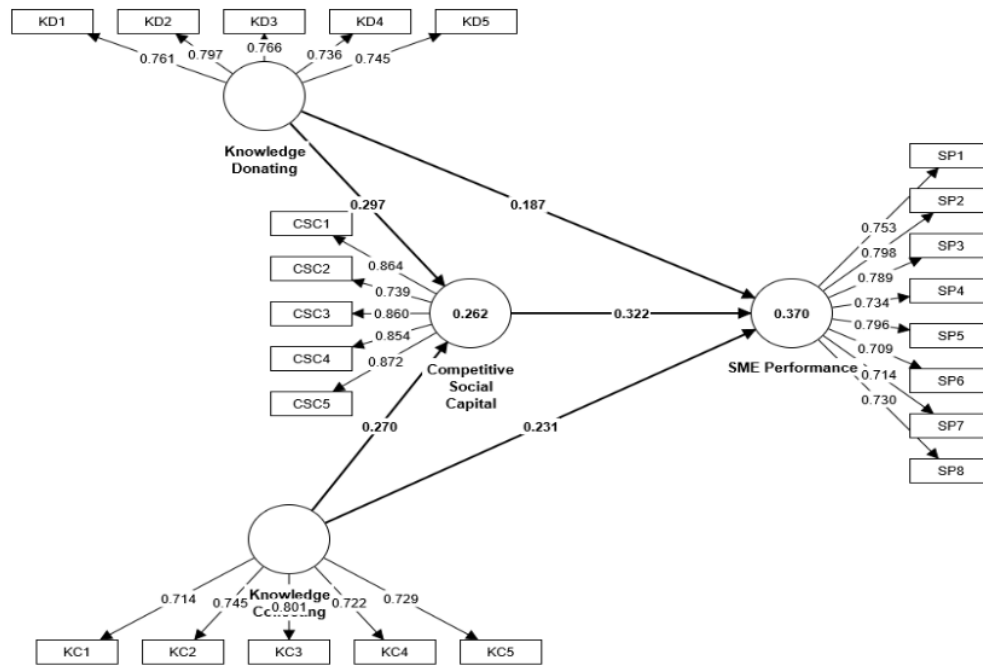 KD1 KD2 KD3 KD4 KD5
0.761 0.797 0.766 0.736 0.745
Knowledge
Donating
0.297
0.187
CSC1
CSC2
CSC3
CSC4
CSC5
0.864
0.739
0.860
0.854
0.872
0.262
Competitive
Social
Capital
0.322
0.370
SME Performance
SP1
SP2
SP3
SP4
SP5
SP6
SP7
SP8
0.753
0.798
0.789
0.734
0.796
0.709
0.714
0.730
0.270
0.231
Knowledge
0.714 0.745 0.801 0.722 0.729
KC1 KC2 KC3 KC4 KC5